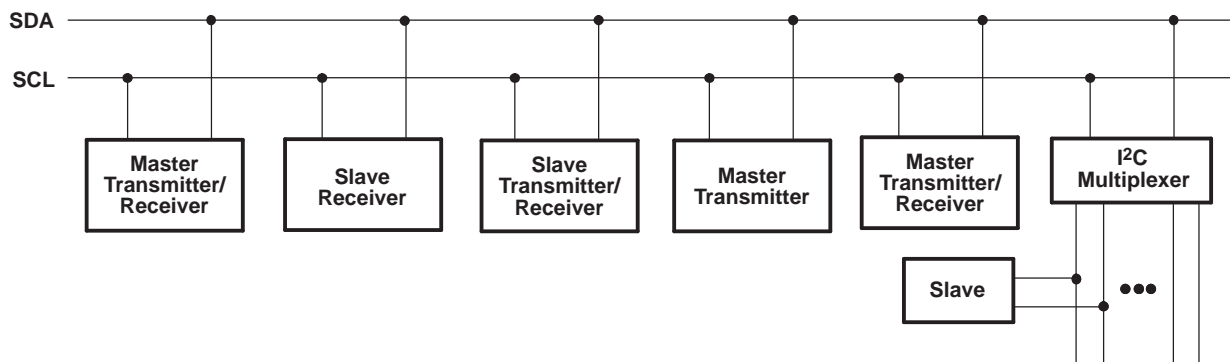 SDA
SCL
Master
Transmitter/
Receiver
Slave
Receiver
Slave
Transmitter/
Receiver
Master
Transmitter
Master
Transmitter/
Receiver
I²C
Multiplexer
Slave